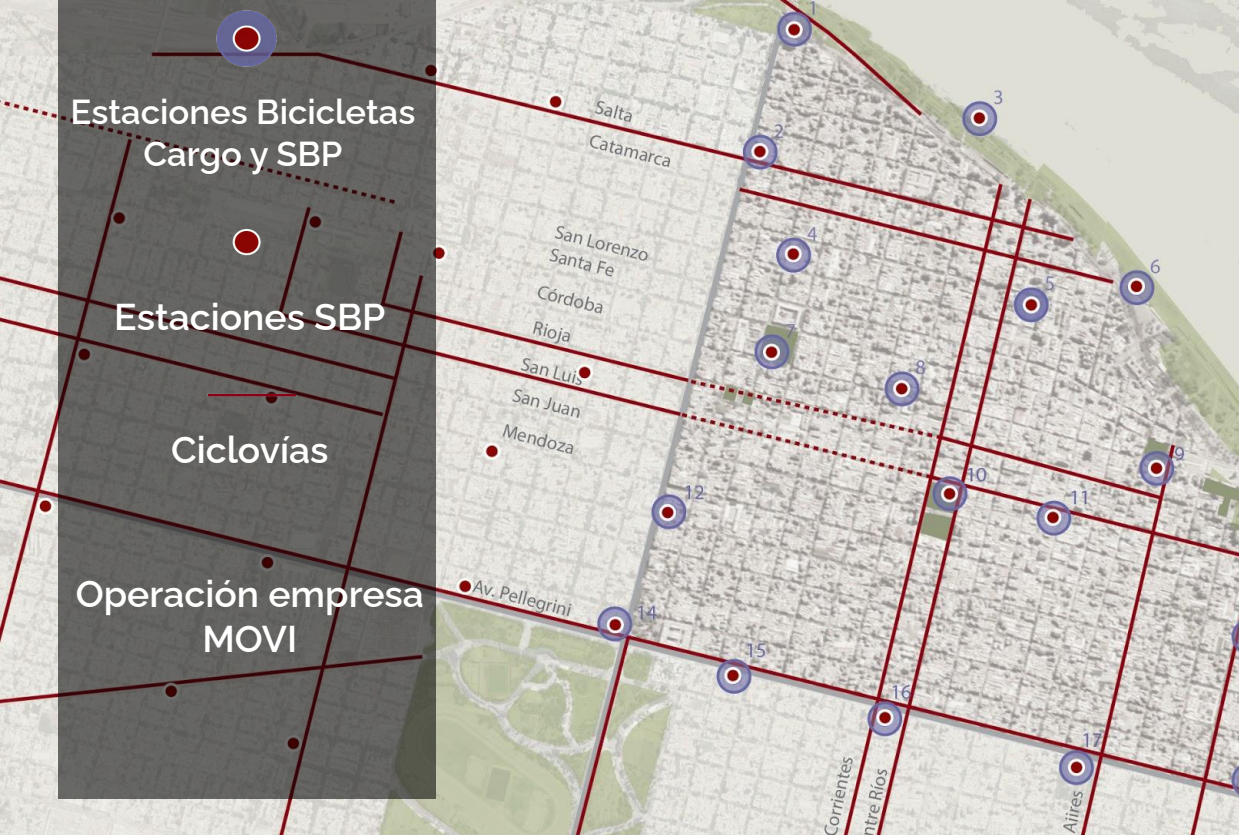 Estaciones Bicicletas
Cargo y SBP
Estaciones SBP
Ciclovías
Operación empresa
MOVI
Salta
Catamarca
San Lorenzo
Santa Fe
Córdoba
Rioja
San Luis
San Juan
Mendoza
Av. Pellegrini
1
2
3
4
5
6
7
8
9
10
11
12
14
15
16
17
Corrientes
ntre Ríos